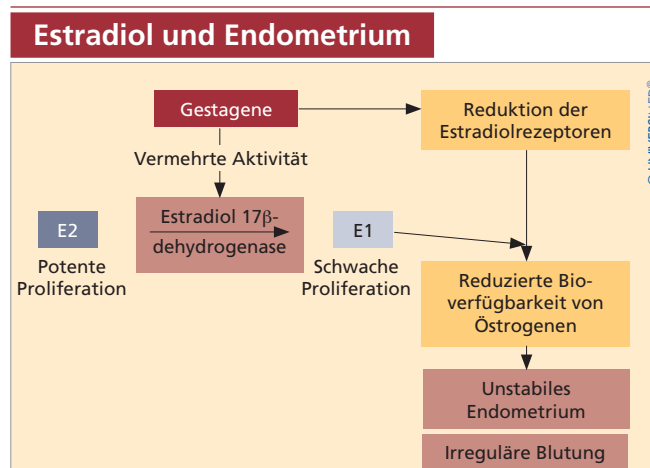 Estradiol und Endometrium
Gestagene
Reduktion der
Estradiolrezeptoren
Vermehrte Aktivität
Estradiol 17β-
dehydrogenase
E2
E1
Potente
Proliferation
Schwache
Proliferation
Reduzierte Bio-
verfügbarkeit von
Östrogenen
Unstabiles
Endometrium
Irreguläre Blutung